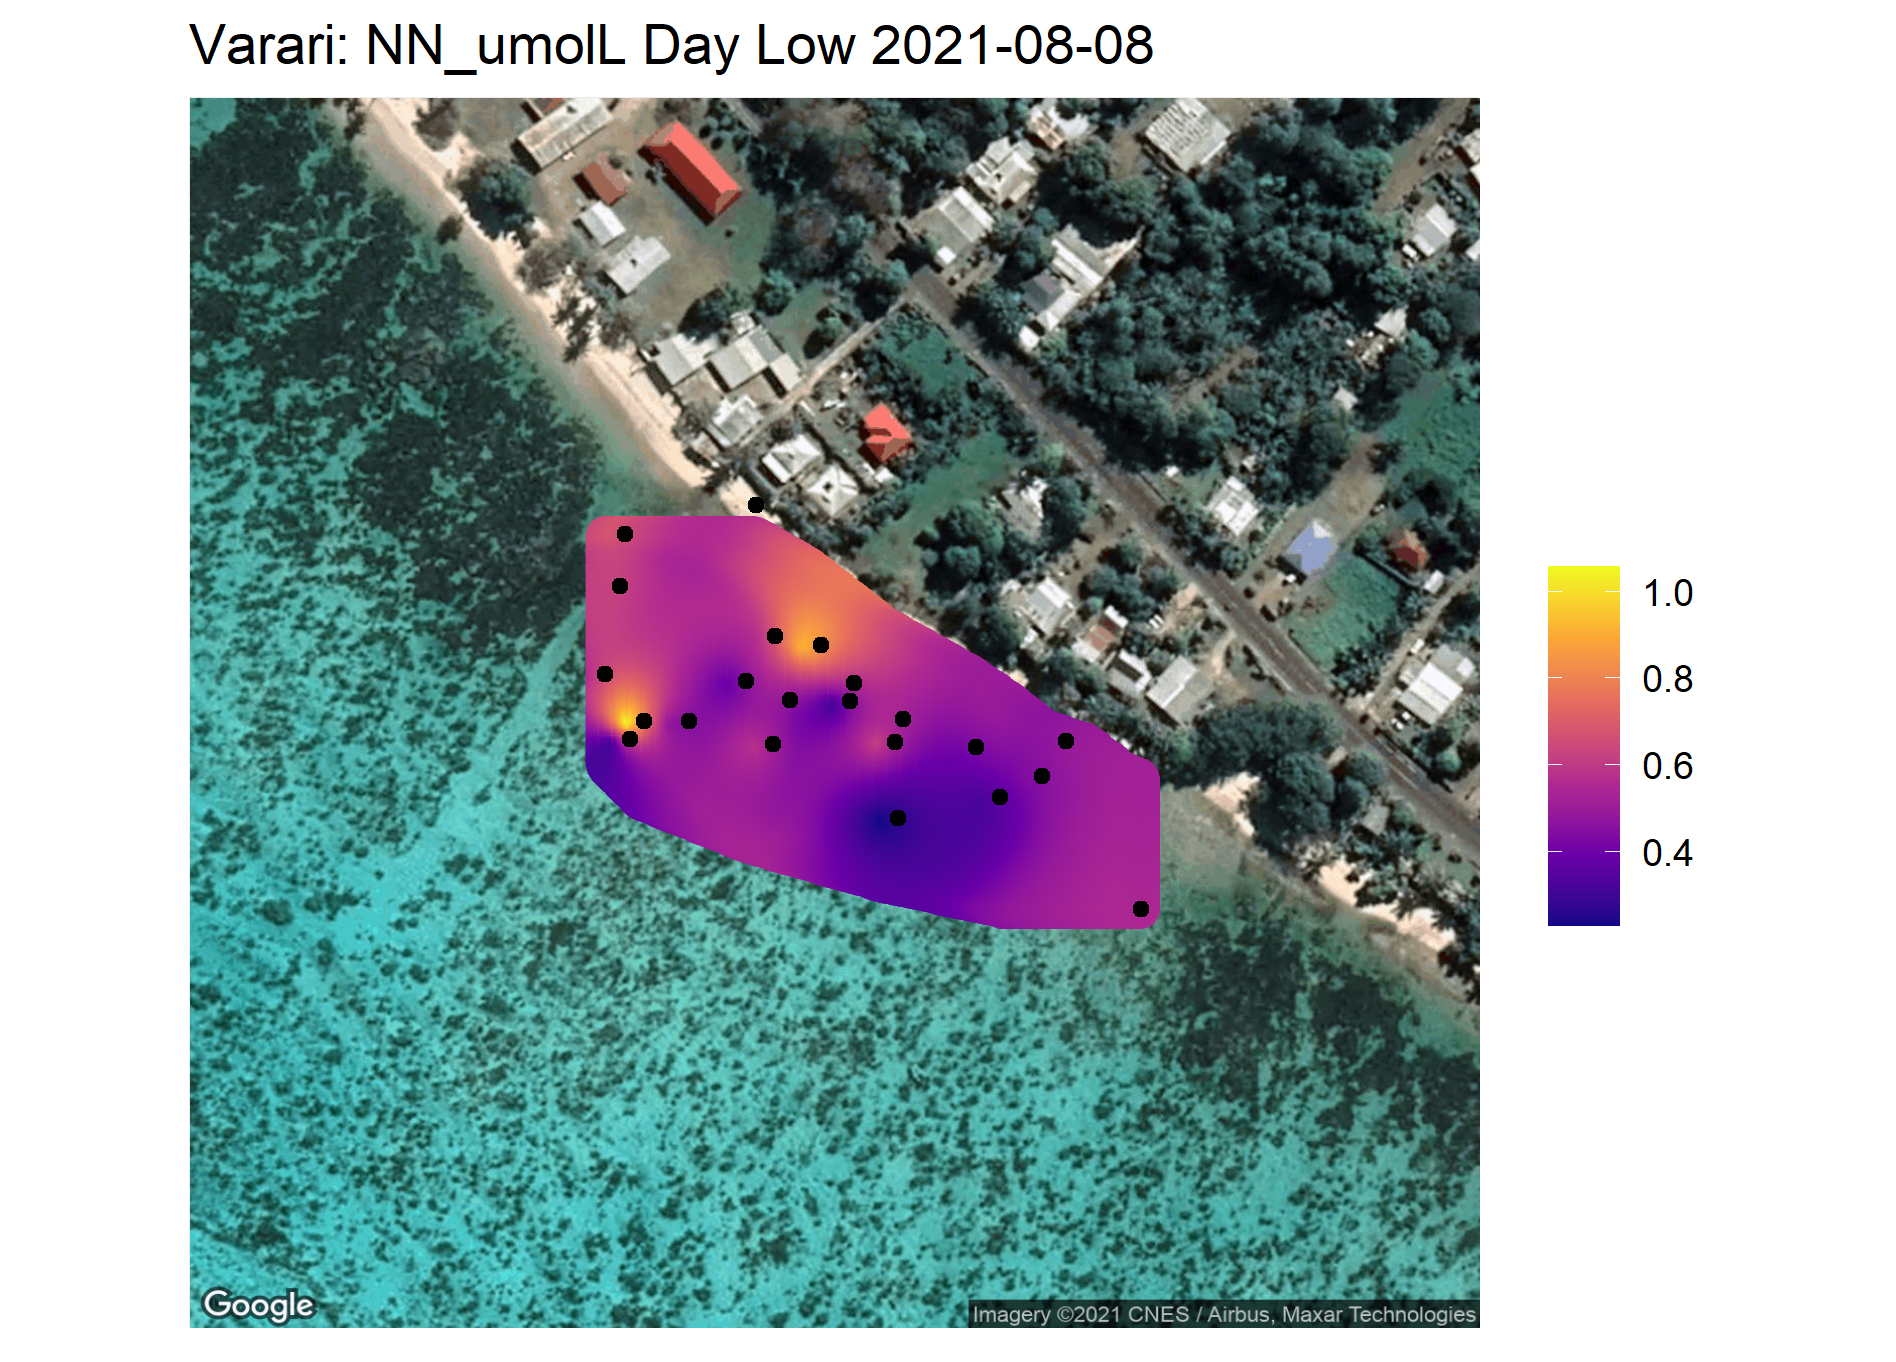 Varari: NN_umolL Day Low 2021-08-08
1.0
0.8
0.6
0.4
Google
Imagery ©2021 CNES / Airbus, Maxar Technologies